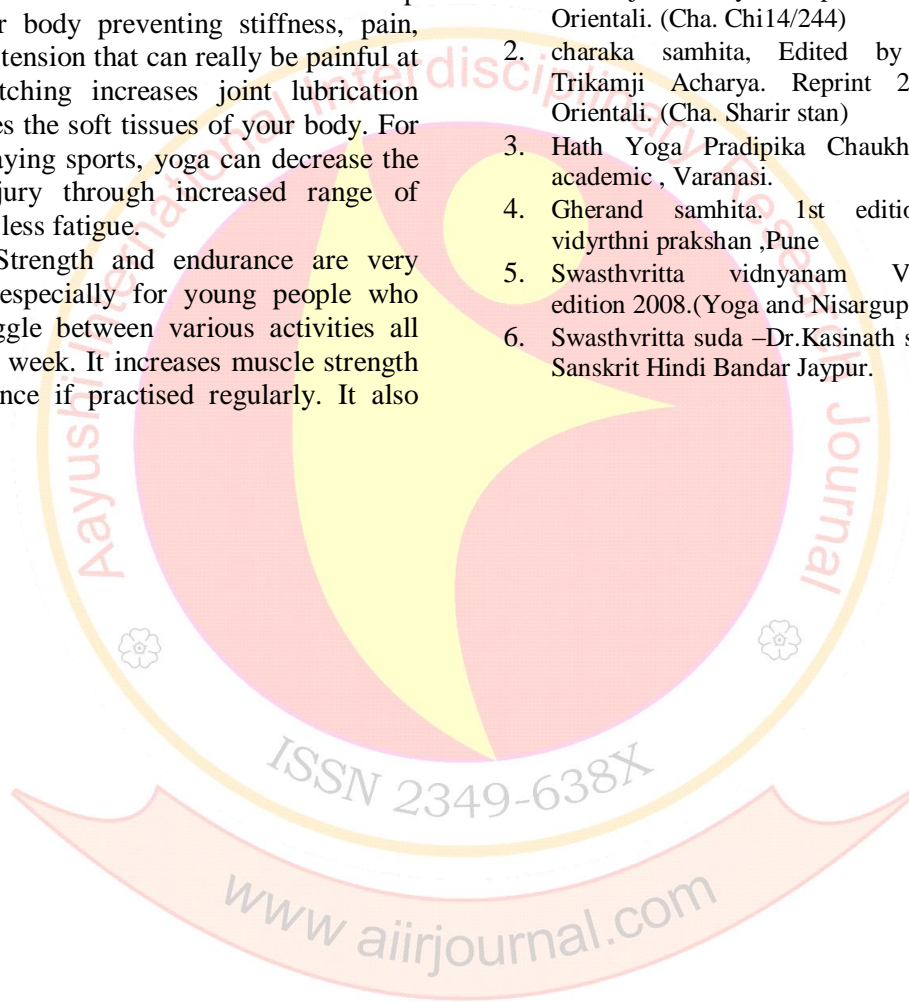 r body preventing stiffness, pain,
tension that can really be painful at
tching increases joint lubrication
es the soft tissues of your body. For
aying sports, yoga can decrease the
jury through increased range of
less fatigue.
Strength and endurance are very
especially for young people who
ggle between various activities all
week. It increases muscle strength
nce if practised regularly. It also
Orientali. (Cha. Chi14/244)
2. charaka samhita, Edited by
Trikamji Acharya. Reprint 2
Orientali. (Cha. Sharir stan)
3. Hath Yoga Pradipika Chaukh
academic , Varanasi.
4. Gherand samhita. 1st editio
vidyrthni prakshan ,Pune
5. Swasthvritta vidnyanam V
edition 2008.(Yoga and Nisargup
6. Swasthvritta suda –Dr.Kasinath s
Sanskrit Hindi Bandar Jaypur.
Aayushi International Interdisciplinary Research Journal
ISSN 2349-638X
www aiirjournal.com